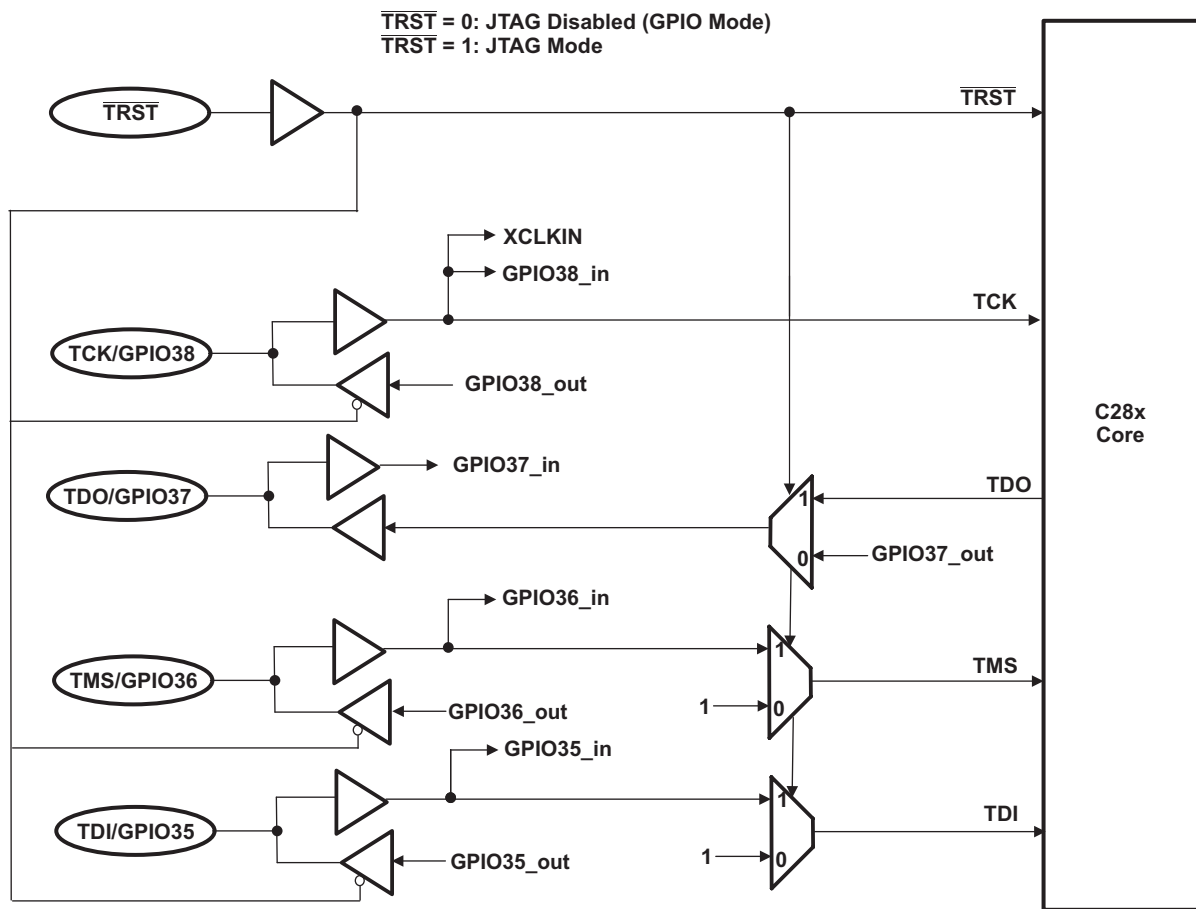 TRST = 0: JTAG Disabled (GPIO Mode)
TRST = 1: JTAG Mode
TRST
TRST
XCLKIN
GPIO38_in
TCK
TCK/GPIO38
GPIO38_out
C28x
Core
GPIO37_in
TDO/GPIO37
1
TDO
0
GPIO37_out
GPIO36_in
1
TMS/GPIO36
TMS
GPIO36_out
1
0
GPIO35_in
1
TDI/GPIO35
TDI
GPIO35_out
1
0